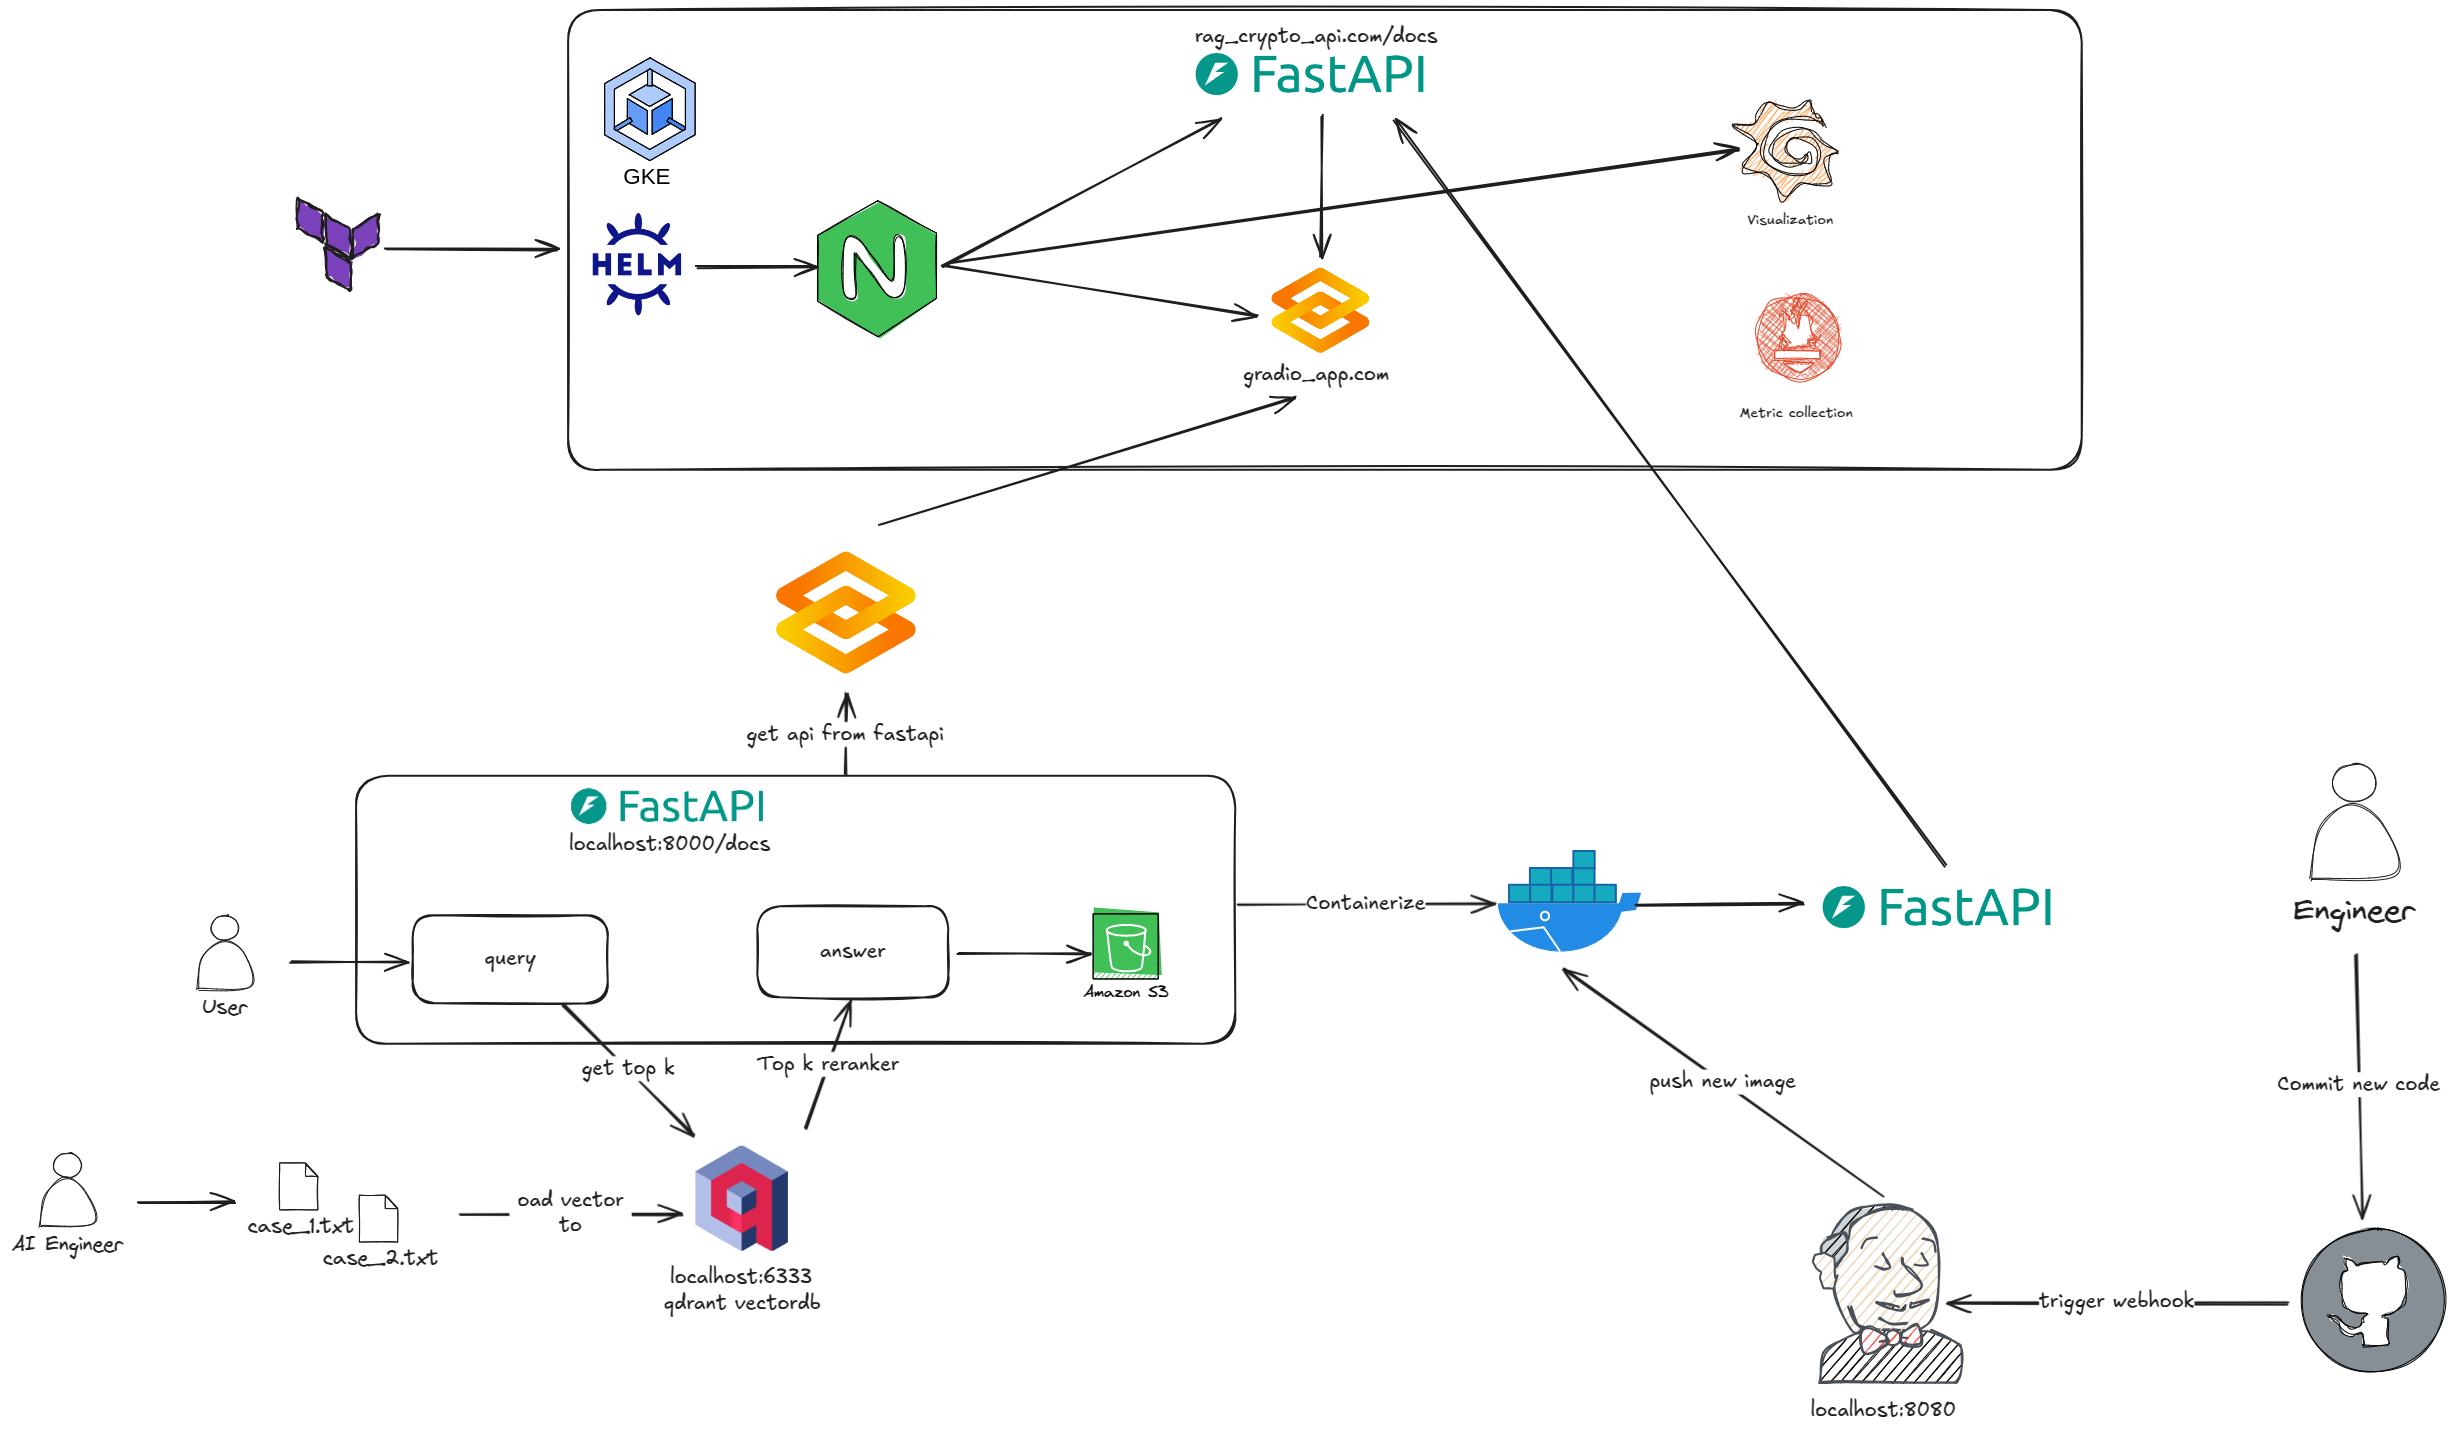 rag_crypto_api.com/docs
FastAPI
GKE
HELM
N
Visualization
gradio_app.com
Metric collection
get api from fastapi
FastAPI
localhost:8000/docs
User
query
answer
Amazon S3
Containerize
FastAPI
Engineer
get top k
Top k reranker
push new image
Commit new code
AI Engineer
case_1.txt
case_2.txt
oad vector
to
localhost:6333
qdrant vectordb
trigger webhook
localhost:8080